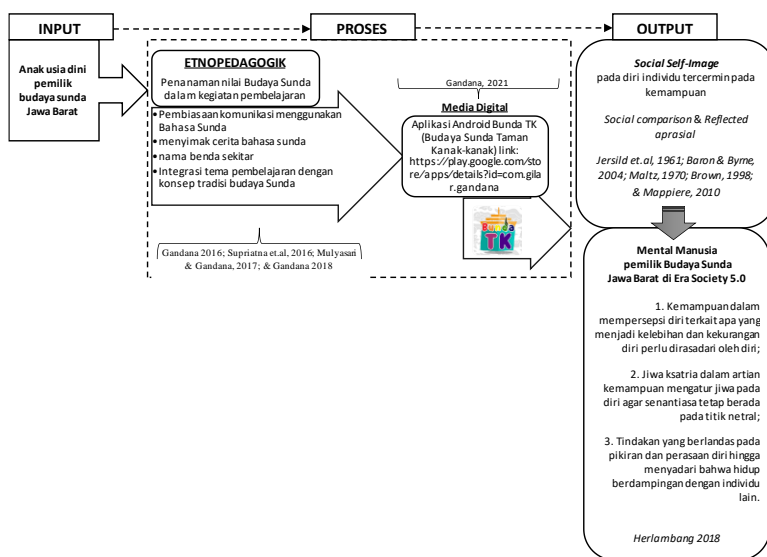 INPUT
PROSES
OUTPUT
Anak usia dini
pemilik
budaya sunda
Jawa Barat
ETNOPEDAGOGIK
Penanaman nilai Budaya Sunda
dalam kegiatan pembelajaran
•Pembiasaan komunikasi menggunakan
Bahasa Sunda
•menyimak cerita bahasa sunda
•nama benda sekitar
•Integrasi tema pembelajaran dengan
konsep tradisi budaya Sunda
Gandana 2016; Supriatna et.al, 2016; Mulyasari
& Gandana, 2017; & Gandana 2018
Gandana, 2021
Media Digital
Aplikasi Android Bunda TK
(Budaya Sunda Taman
Kanak-kanak) link:
https://play.google.com/sto
re/apps/details?id=com.gila
r.gandana
Bunda
TK
Social Self-Image
pada diri individu tercermin pada
kemampuan
Social comparison & Reflected
aprasial
Jersild et.al, 1961; Baron & Byrne,
2004; Maltz, 1970; Brown, 1998;
& Mappiere, 2010
Mental Manusia
pemilik Budaya Sunda
Jawa Barat di Era Society 5.0
1. Kemampuan dalam
mempersepsi diri terkait apa yang
menjadi kelebihan dan kekurangan
diri perlu dirasadari oleh diri;
2. Jiwa ksatria dalam artian
kemampuan mengatur jiwa pada
diri agar senantiasa tetap berada
pada titik netral;
3. Tindakan yang berlandas pada
pikiran dan perasaan diri hingga
menyadari bahwa hidup
berdampingan dengan individu
lain.
Herlambang 2018